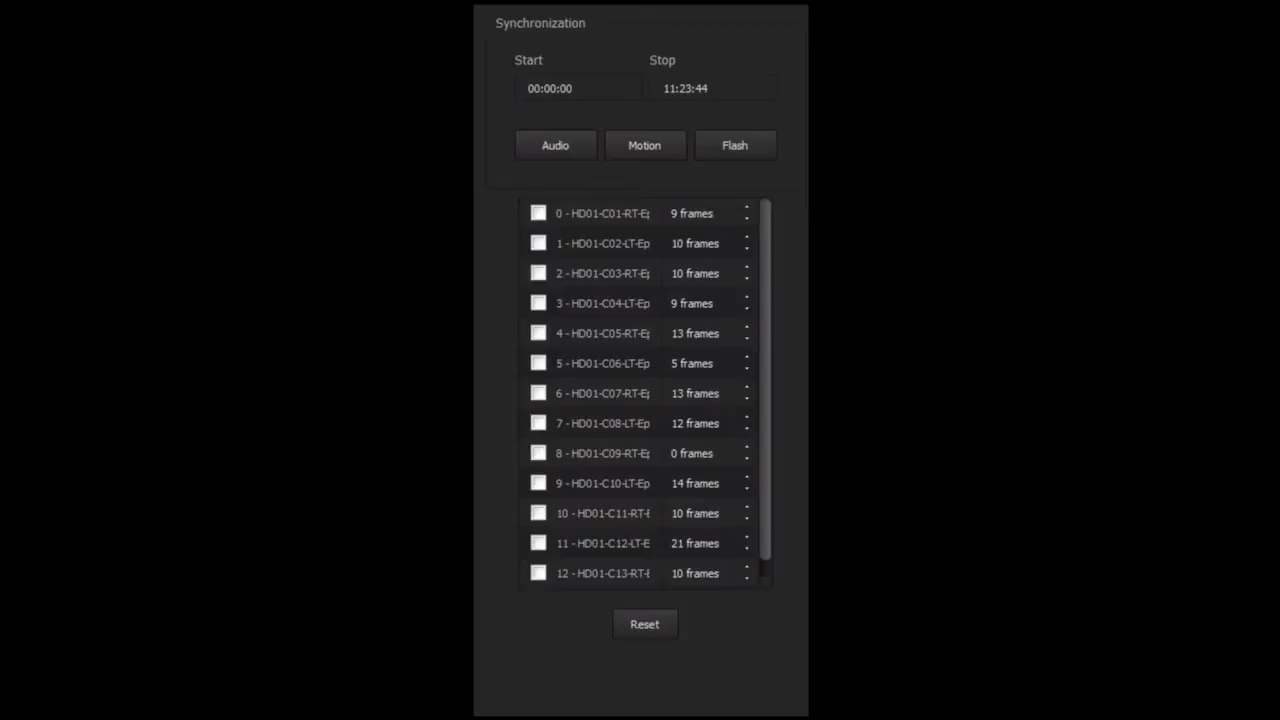 Synchronization
Start Stop
00:00:00 11:23:44
Audio Motion Flash
0 - HD01-C01-RT-Ep 9 frames
1 - HD01-C02-LT-Ep 10 frames
2 - HD01-C03-RT-Ep 10 frames
3 - HD01-C04-LT-Ep 9 frames
4 - HD01-C05-RT-Ep 13 frames
5 - HD01-C06-LT-Ep 5 frames
6 - HD01-C07-RT-Ep 13 frames
7 - HD01-C08-LT-Ep 12 frames
8 - HD01-C09-RT-Ep 0 frames
9 - HD01-C10-LT-Ep 14 frames
10 - HD01-C11-RT-E 10 frames
11 - HD01-C12-LT-E 21 frames
12 - HD01-C13-RT-E 10 frames
Reset